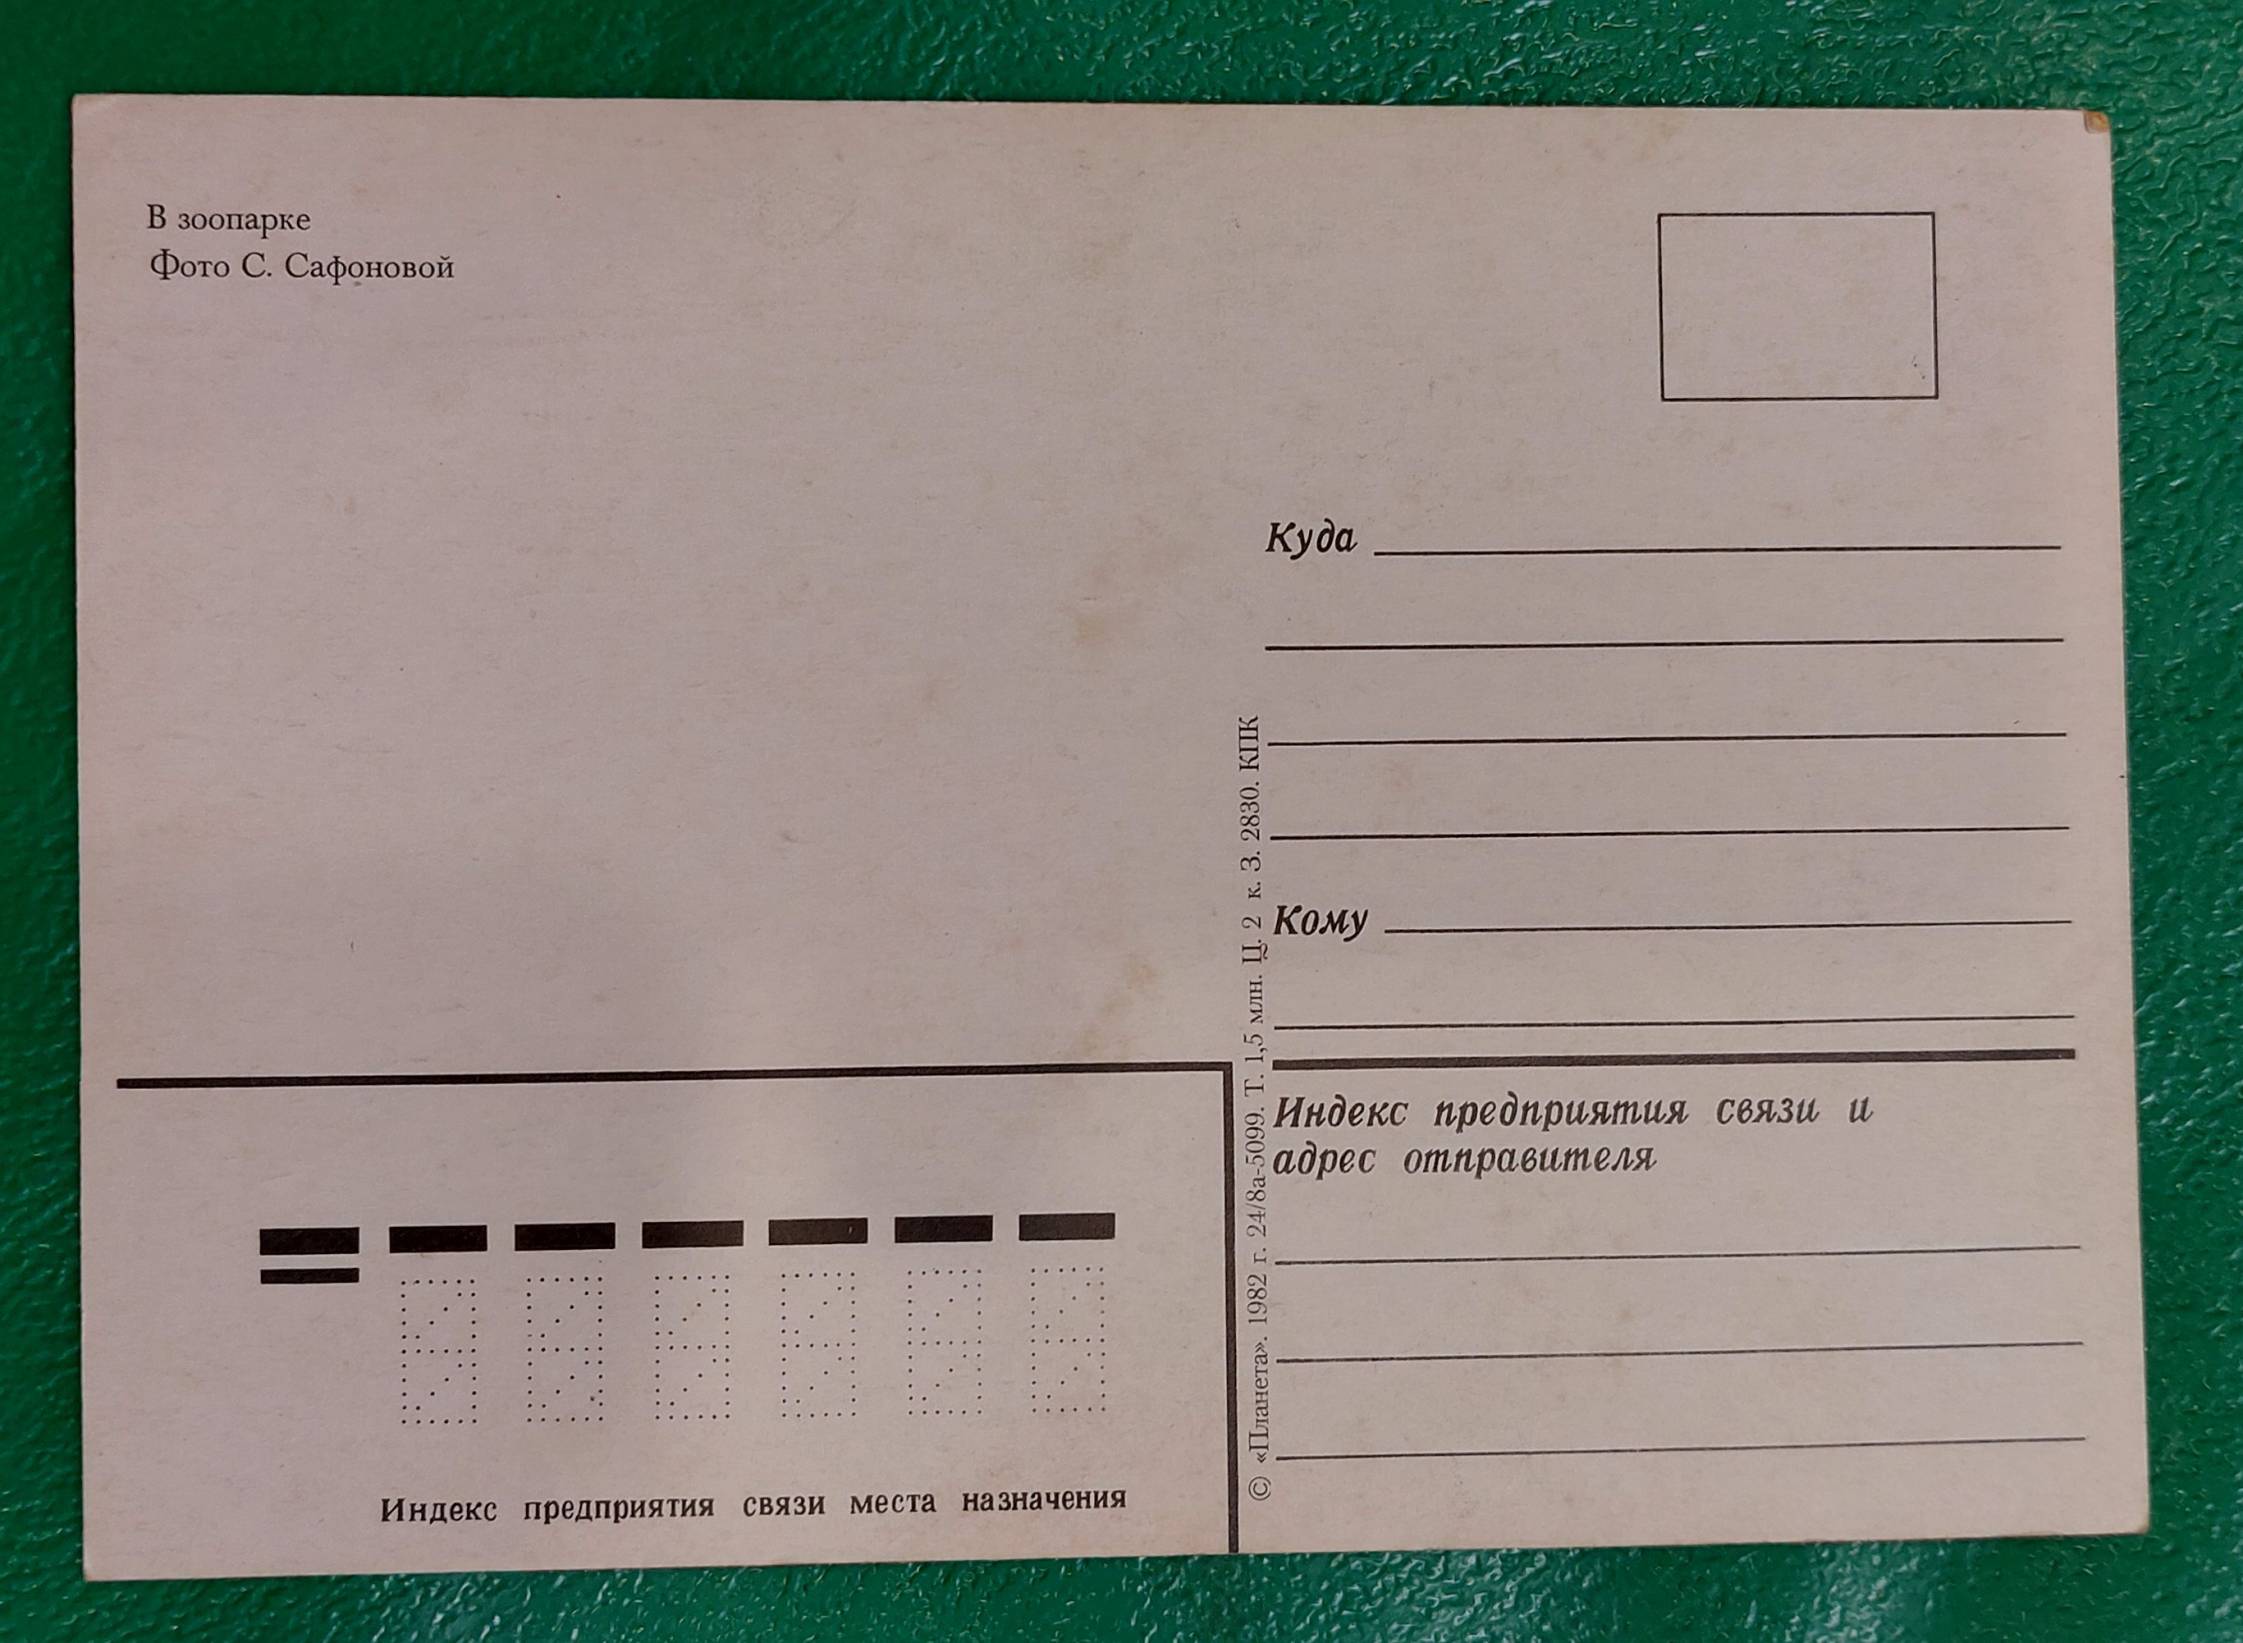 В зоопарке
Фото С. Сафоновой
Куда
Кому
Индекс предприятия связи и
адрес отправителя
© «Планета». 1982 г. 24/8а-5099. Т. 1,5 млн. Ц. 2 к. З. 2830. КПК
Индекс предприятия связи места назначения